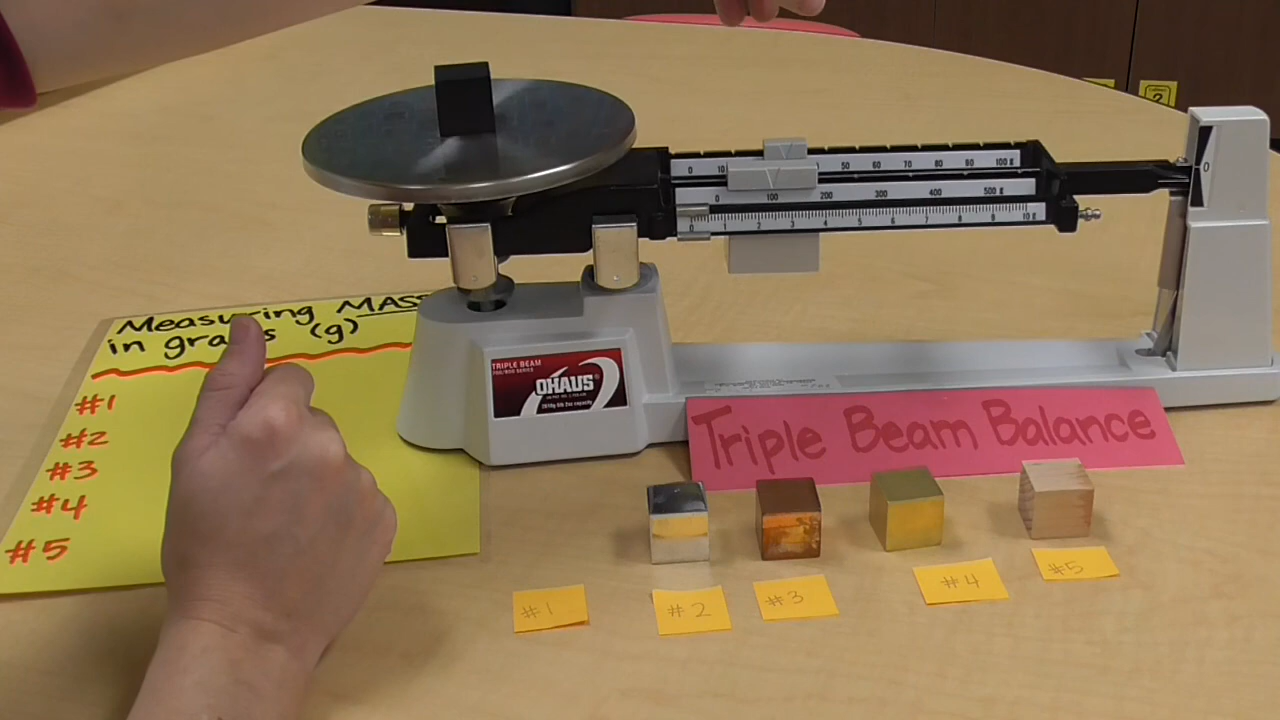 2
0 10 50 60 70 80 90 100 g
0 100 200 300 400 500 g
0 1 2 3 4 5 6 7 8 9 10 g
0
Measuring MASS
in grams (g)
#1
#2
#3
#4
#5
TRIPLE BEAM
OHAUS
Triple Beam Balance
#1
#2
#3
#4
#5